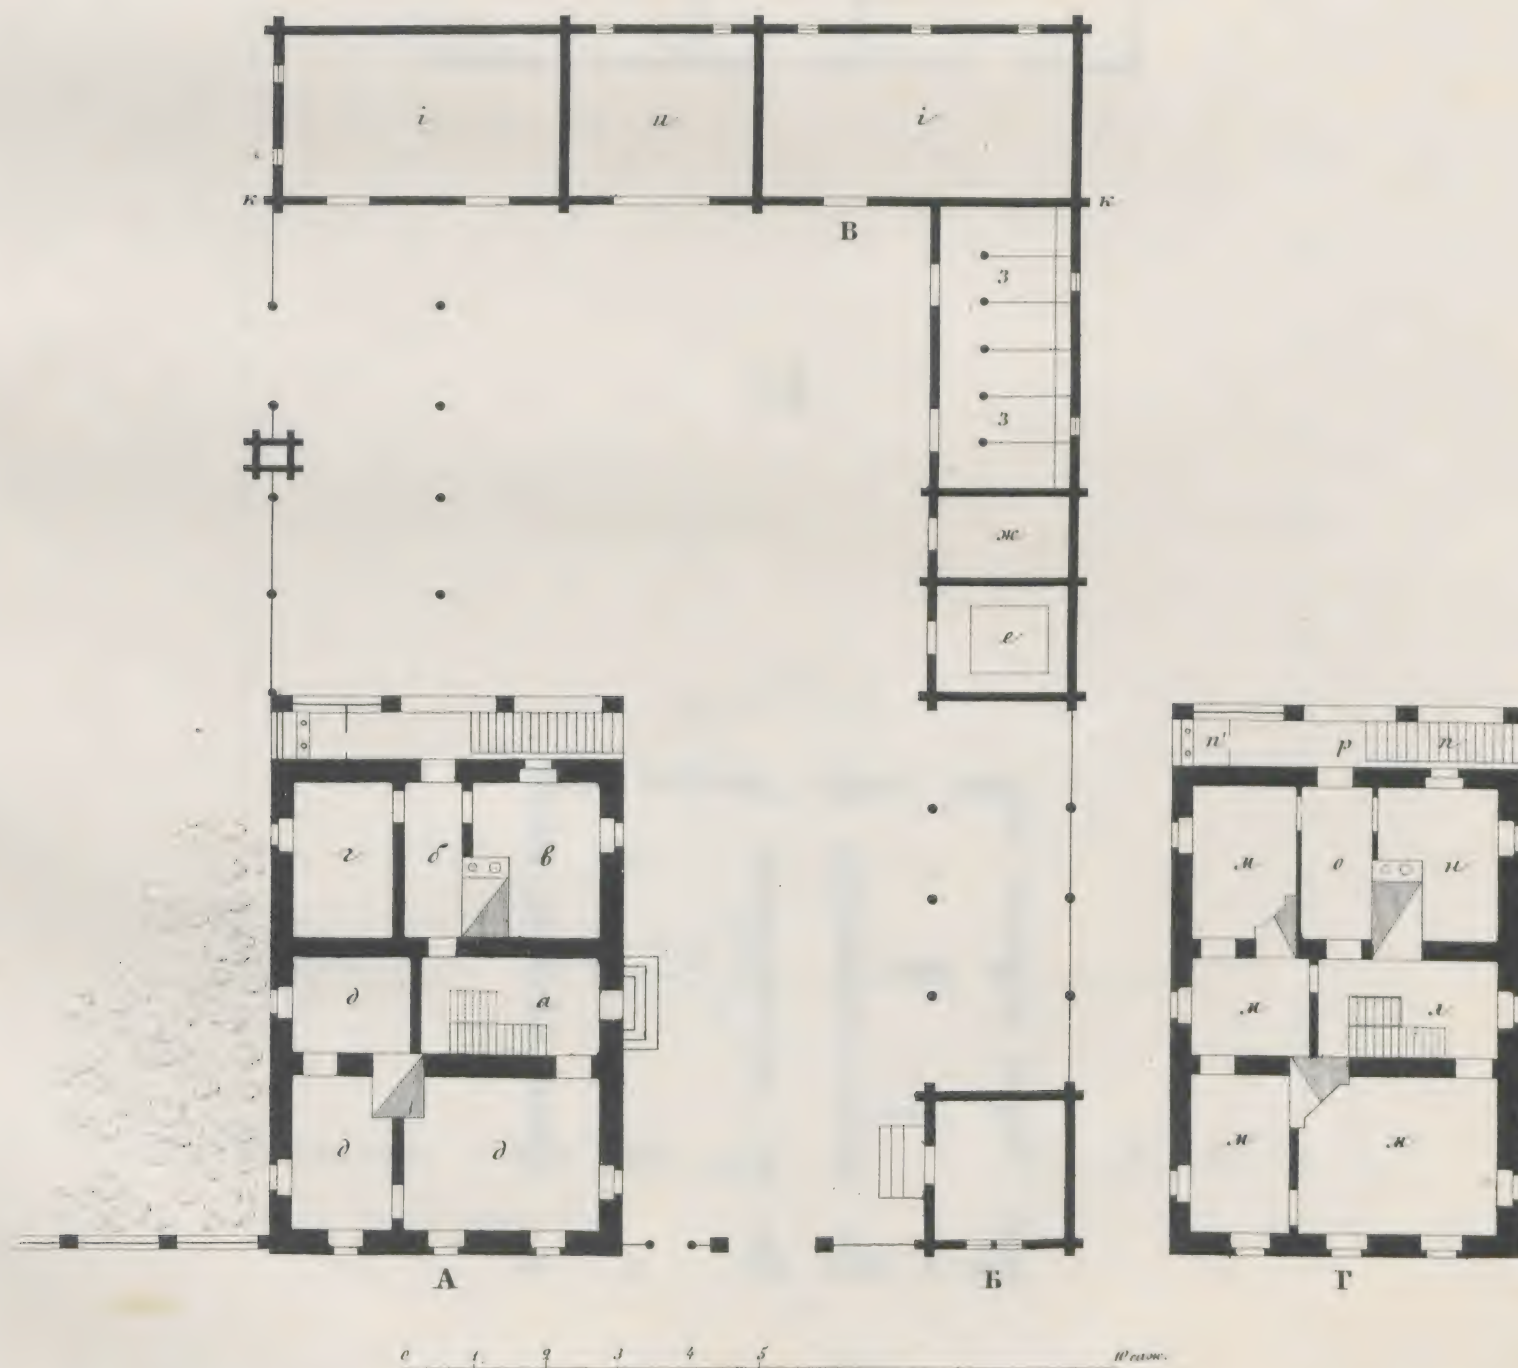 і и і
к к
В
З
З
ж
е
п' р п
г б в
м о н
д а
м л
д д
м м
А Б Г
0 1. 2 3 4 5 10 саж.